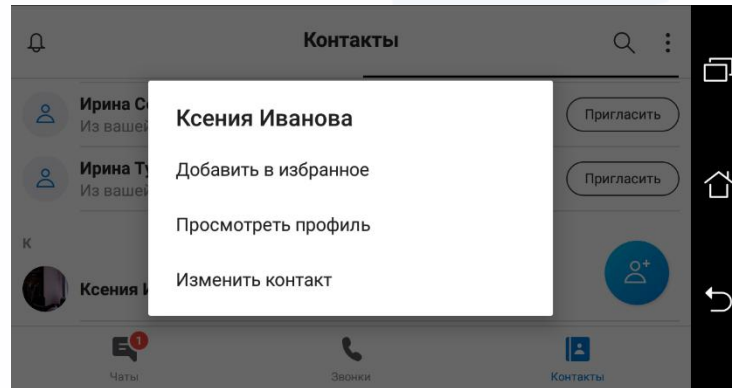 Контакты
Ирина
Из вашей
Пригласить
Ирина
Из вашей
Пригласить
К
Ксения
Ксения Иванова
Добавить в избранное
Просмотреть профиль
Изменить контакт
1
Чаты
Звонки
Контакты